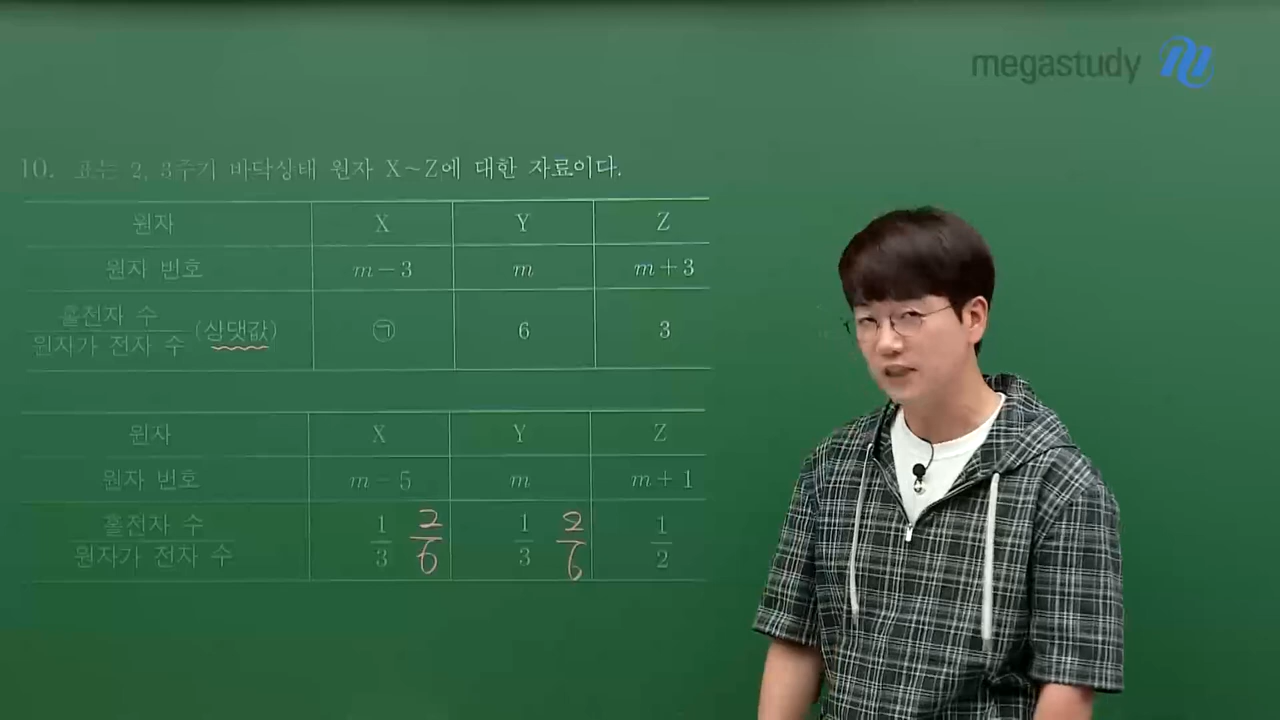 megastudy
10. 표는 2, 3주기 바닥상태 원자 X~Z에 대한 자료이다.
원자 X Y Z
원자 번호 m-3 m m+3
홀전자 수/원자가 전자 수 (상댓값) ㉠ 6 3
원자 X Y Z
원자 번호 m-5 m m+1
홀전자 수/원자가 전자 수 1/3 2/6 1/3 2/6 1/2